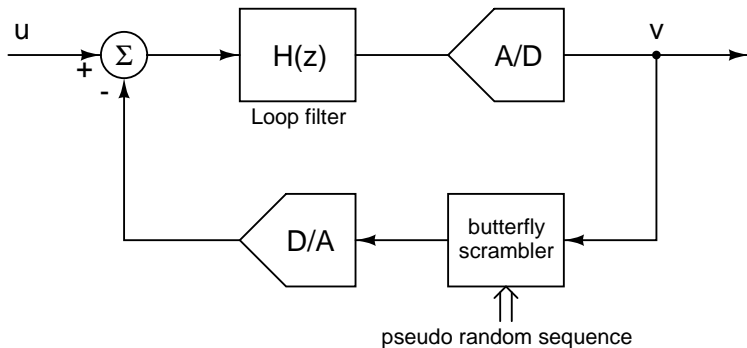 u
+
Σ
-
H(z)
Loop filter
A/D
v
D/A
butterfly
scrambler
pseudo random sequence